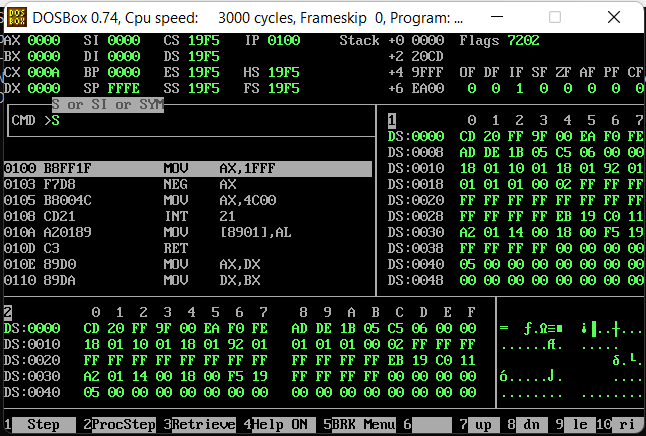 DOSBox 0.74, Cpu speed:    3000 cycles, Frameskip  0, Program: ...
AX 0000  SI 0000  CS 19F5  IP 0100    Stack +0 0000  Flags 7202
BX 0000  DI 0000  DS 19F5                   +2 20CD
CX 000A  BP 0000  ES 19F5  HS 19F5          +4 9FFF  OF DF IF SF ZF AF PF CF
DX 0000  SP FFFE  SS 19F5  FS 19F5          +6 EA00   0  0  1  0  0  0  0  0
S or SI or SYM
CMD >S
1        0  1  2  3  4  5  6  7
DS:0000 CD 20 FF 9F 00 EA F0 FE
DS:0008 AD DE 1B 05 C5 06 00 00
0100 B8FF1F        MOV    AX,1FFF        DS:0010 18 01 10 01 18 01 92 01
0103 F7D8          NEG    AX             DS:0018 01 01 01 00 02 FF FF FF
0105 B8004C        MOV    AX,4C00        DS:0020 FF FF FF FF FF FF FF FF
0108 CD21          INT    21             DS:0028 FF FF FF FF EB 19 C0 11
010A A20189        MOV    [8901],AL      DS:0030 A2 01 14 00 18 00 F5 19
010D C3            RET                   DS:0038 FF FF FF FF 00 00 00 00
010E 89D0          MOV    AX,DX          DS:0040 05 00 00 00 00 00 00 00
0110 89DA          MOV    DX,BX          DS:0048 00 00 00 00 00 00 00 00
2        0  1  2  3  4  5  6  7   8  9  A  B  C  D  E  F
DS:0000 CD 20 FF 9F 00 EA F0 FE  AD DE 1B 05 C5 06 00 00  = ƒ.Ω≡■ ¡▐..┼...
DS:0010 18 01 10 01 18 01 92 01  01 01 01 00 02 FF FF FF  ......Æ. .....
DS:0020 FF FF FF FF FF FF FF FF  FF FF FF FF EB 19 C0 11  δ.└.
DS:0030 A2 01 14 00 18 00 F5 19  FF FF FF FF 00 00 00 00  ó.....⌡. ....
DS:0040 05 00 00 00 00 00 00 00  00 00 00 00 00 00 00 00  ........ ........
1 Step  2ProcStep 3Retrieve 4Help ON  5BRK Menu 6  7 up  8 dn  9 le 10 ri